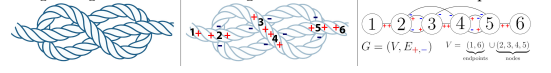 1 + + 2 - 3 + 4 + 5 + 6
1 ++ 2 3 ++ 4 5 ++ 6
G = (V, E+,-) V = (1,6) ∪ (2,3,4,5)
endpoints nodes